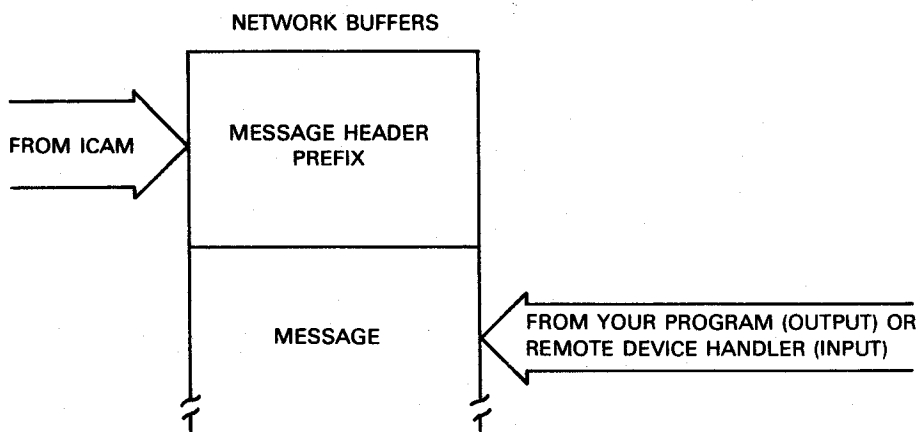 NETWORK BUFFERS
FROM ICAM
MESSAGE HEADER
PREFIX
MESSAGE
FROM YOUR PROGRAM (OUTPUT) OR
REMOTE DEVICE HANDLER (INPUT)